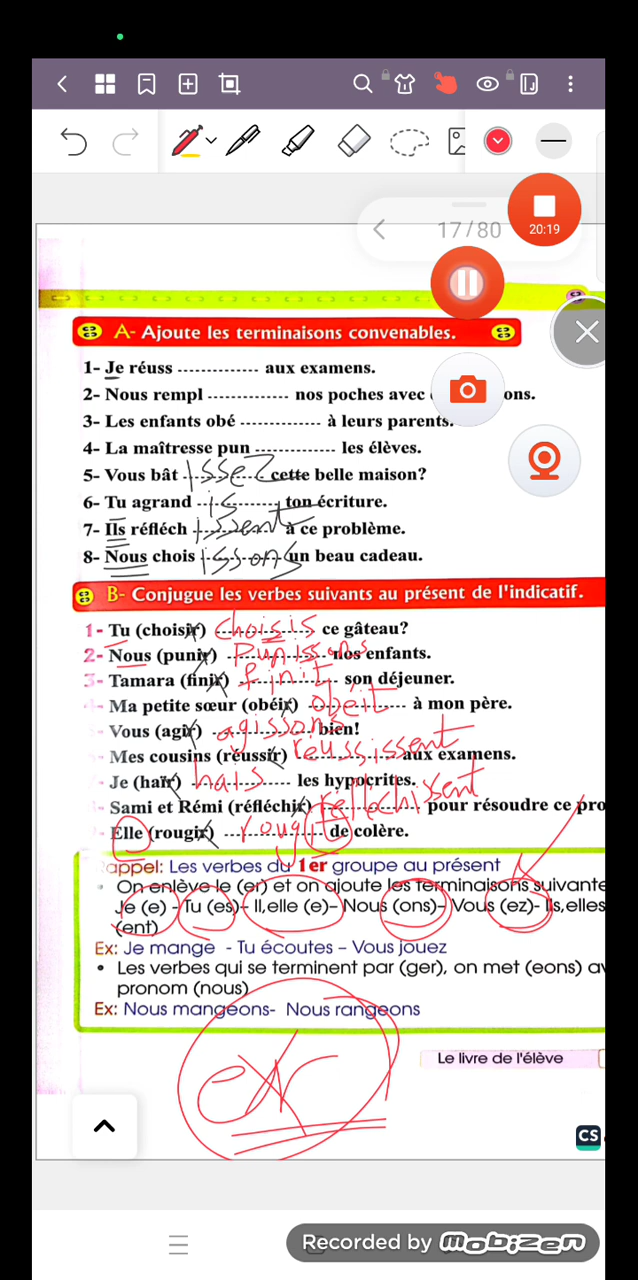 17/80
20:19
A- Ajoute les terminaisons convenables.
1- Je réuss .............. aux examens.
2- Nous rempl .............. nos poches avec ons.
3- Les enfants obé .............. à leurs parents.
4- La maîtresse pun .............. les élèves.
5- Vous bât issez cette belle maison?
6- Tu agrand is ton écriture.
7- Ils réfléch issent à ce problème.
8- Nous chois issons un beau cadeau.
B- Conjugue les verbes suivants au présent de l'indicatif.
1- Tu (choisir) choisis ce gâteau?
2- Nous (punir) punissons nos enfants.
3- Tamara (finir) finit son déjeuner.
- Ma petite sœur (obéir) obéit à mon père.
Vous (agir) agissons bien!
Mes cousins (réussir) réussissent aux examens.
Je (haïr) hais les hypocrites.
Sami et Rémi (réfléchir) réfléchissent pour résoudre ce pro
Elle (rougir) rougit de colère.
appel: Les verbes du 1er groupe au présent
• On enlève le (er) et on ajoute les terminaisons suivante
Je (e) - Tu (es)- Il,elle (e)- Nous (ons)- Vous (ez)- Ils,elles
(ent)
Ex: Je mange - Tu écoutes – Vous jouez
• Les verbes qui se terminent par (ger), on met (eons) av
pronom (nous)
Ex: Nous mangeons- Nous rangeons
Le livre de l'élève
CS
Recorded by mobizen